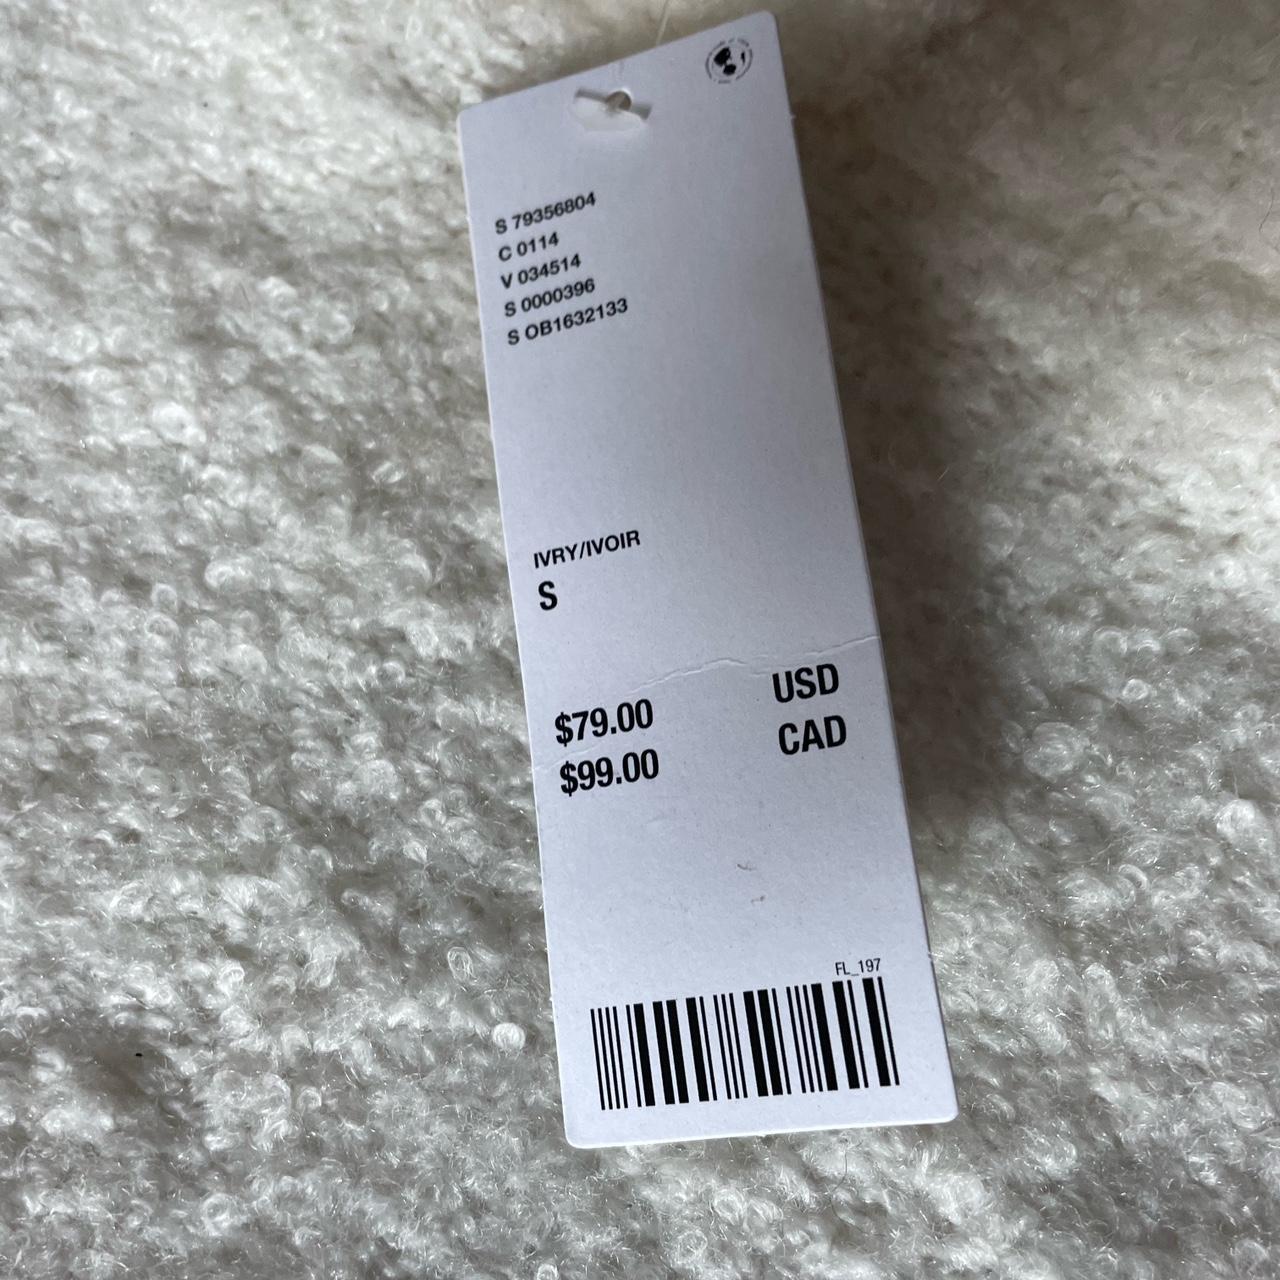 S 79356804
C 0114
V 034514
S 0000396
S OB1632133
IVRY/IVOIR
S
$79.00 USD
$99.00 CAD
FL_197